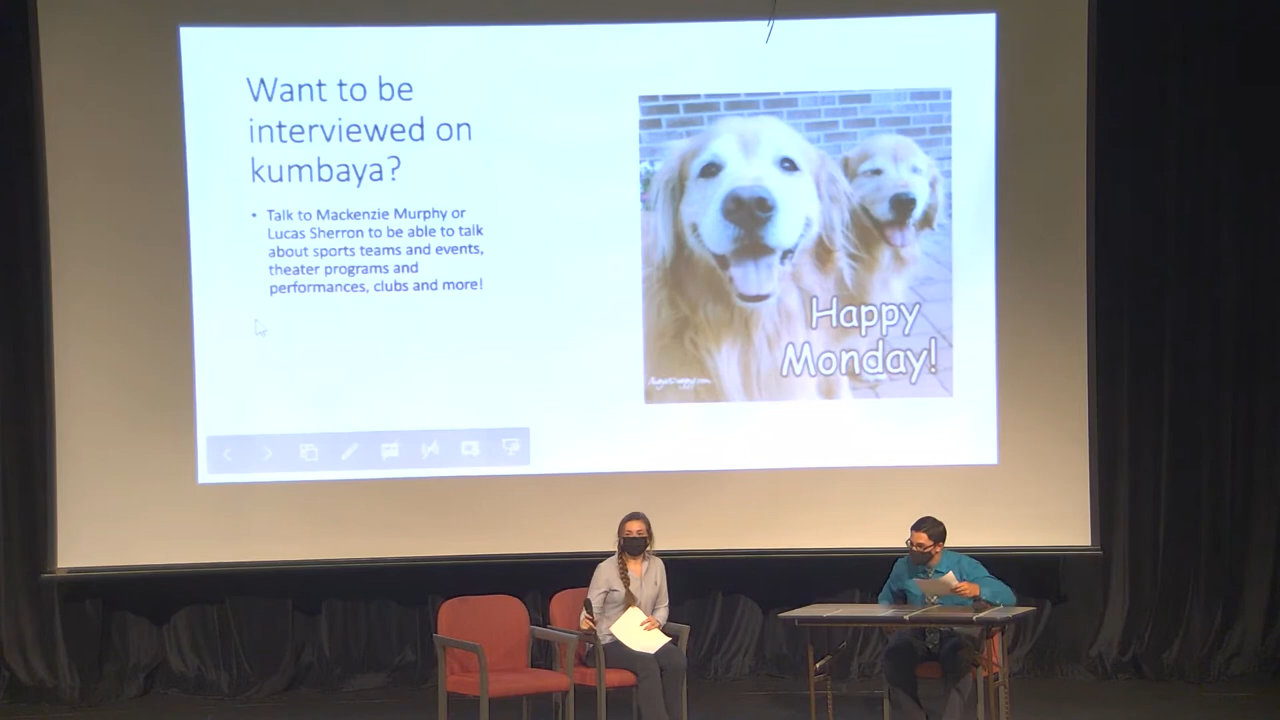 Want to be
interviewed on
kumbaya?
• Talk to Mackenzie Murphy or
Lucas Sherron to be able to talk
about sports teams and events,
theater programs and
performances, clubs and more!
Happy
Monday!